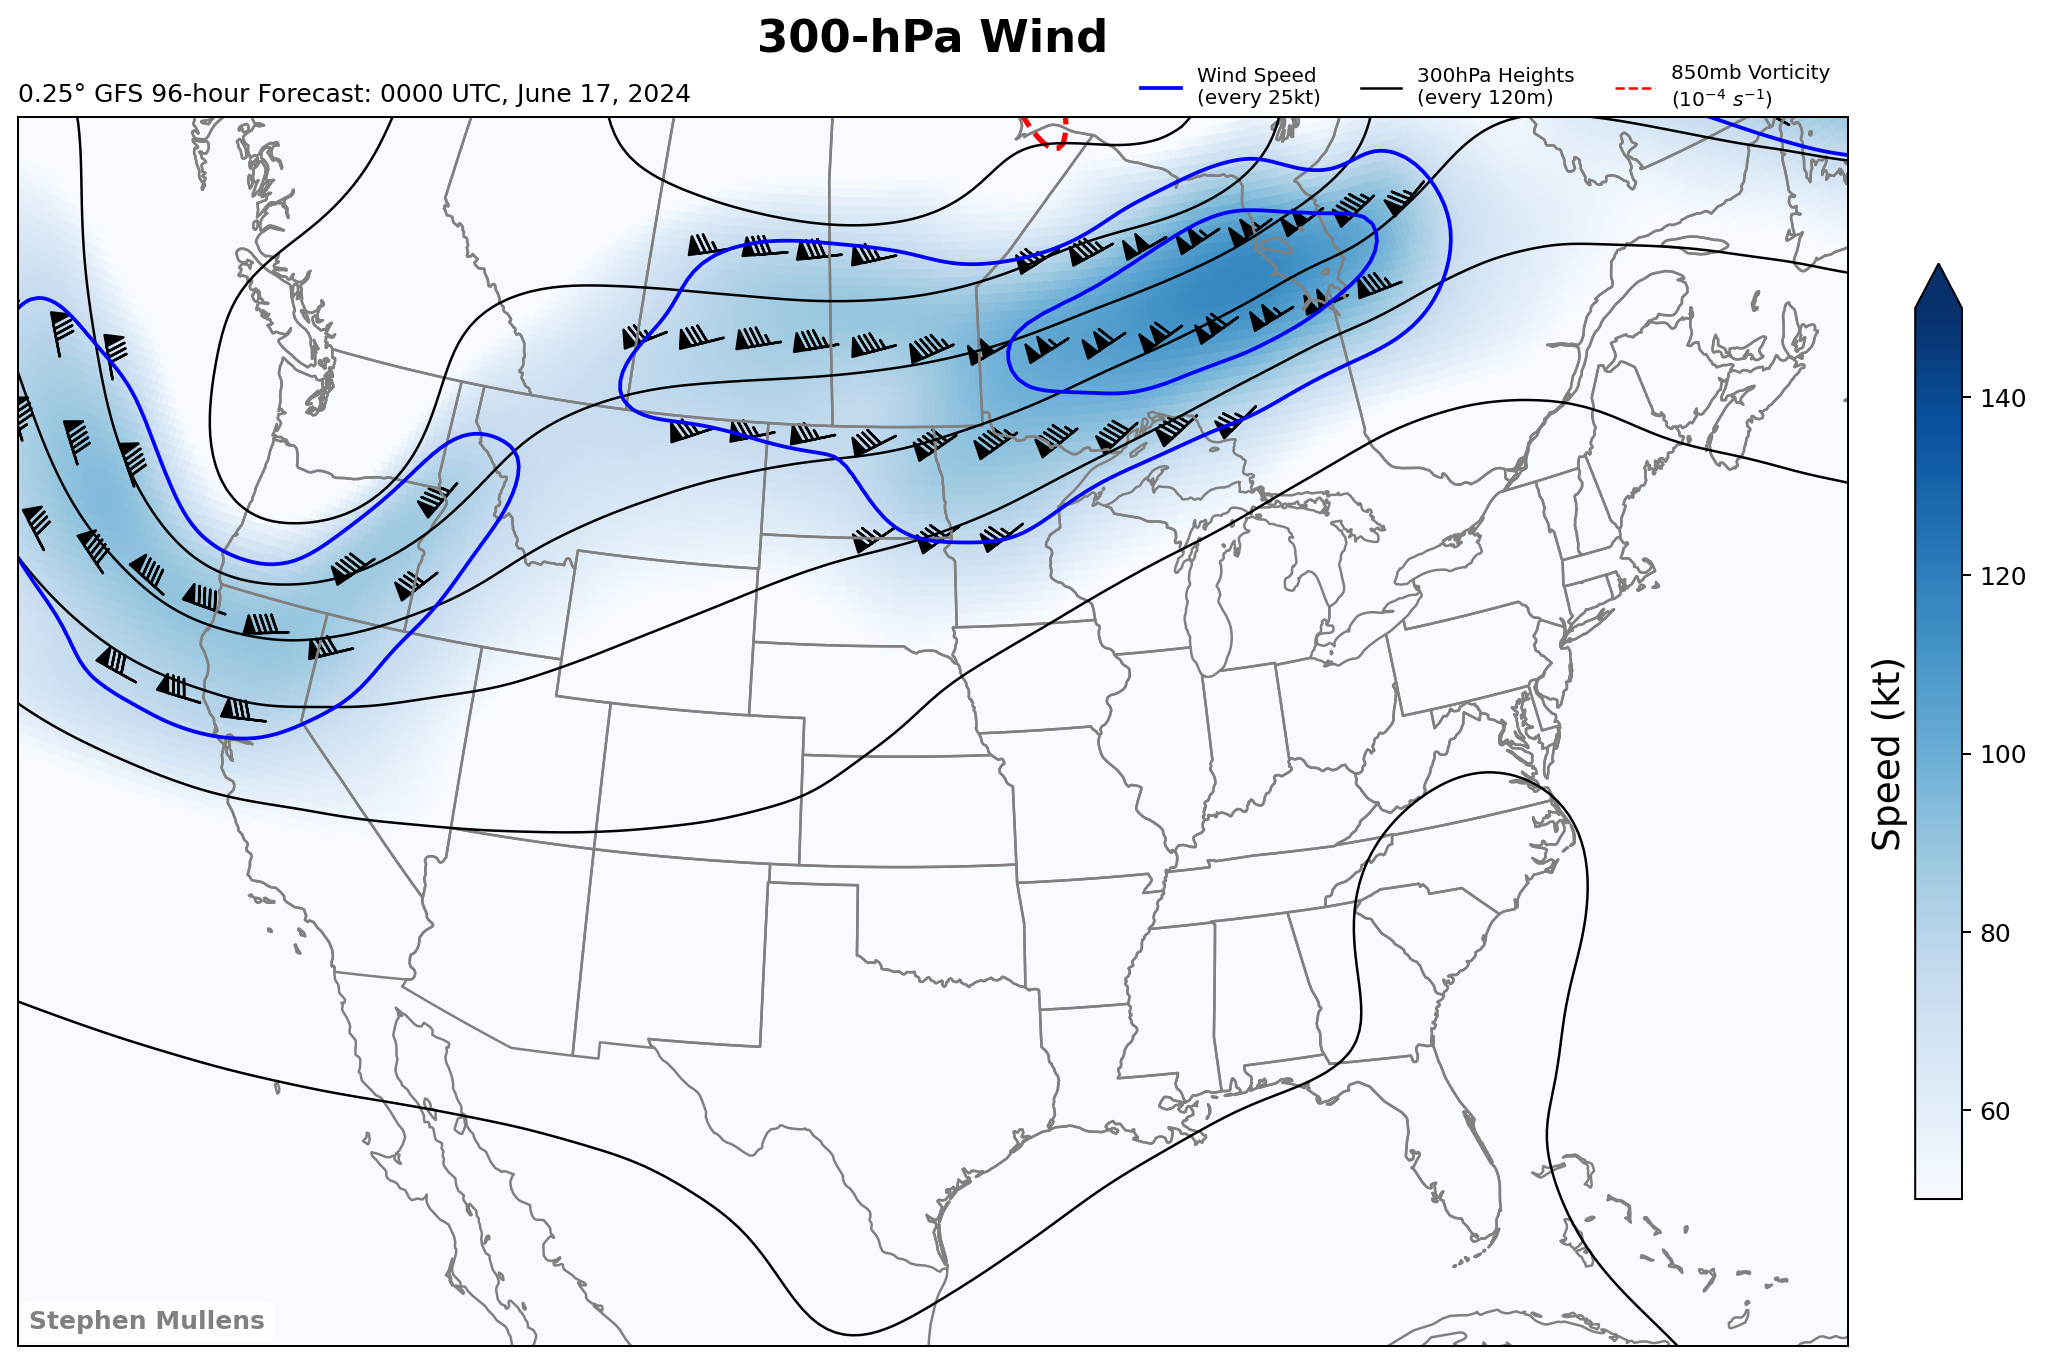 300-hPa Wind
0.25° GFS 96-hour Forecast: 0000 UTC, June 17, 2024
Wind Speed
(every 25kt)
300hPa Heights
(every 120m)
850mb Vorticity
(10⁻⁴ s⁻¹)
140
120
100
80
60
Speed (kt)
Stephen Mullens